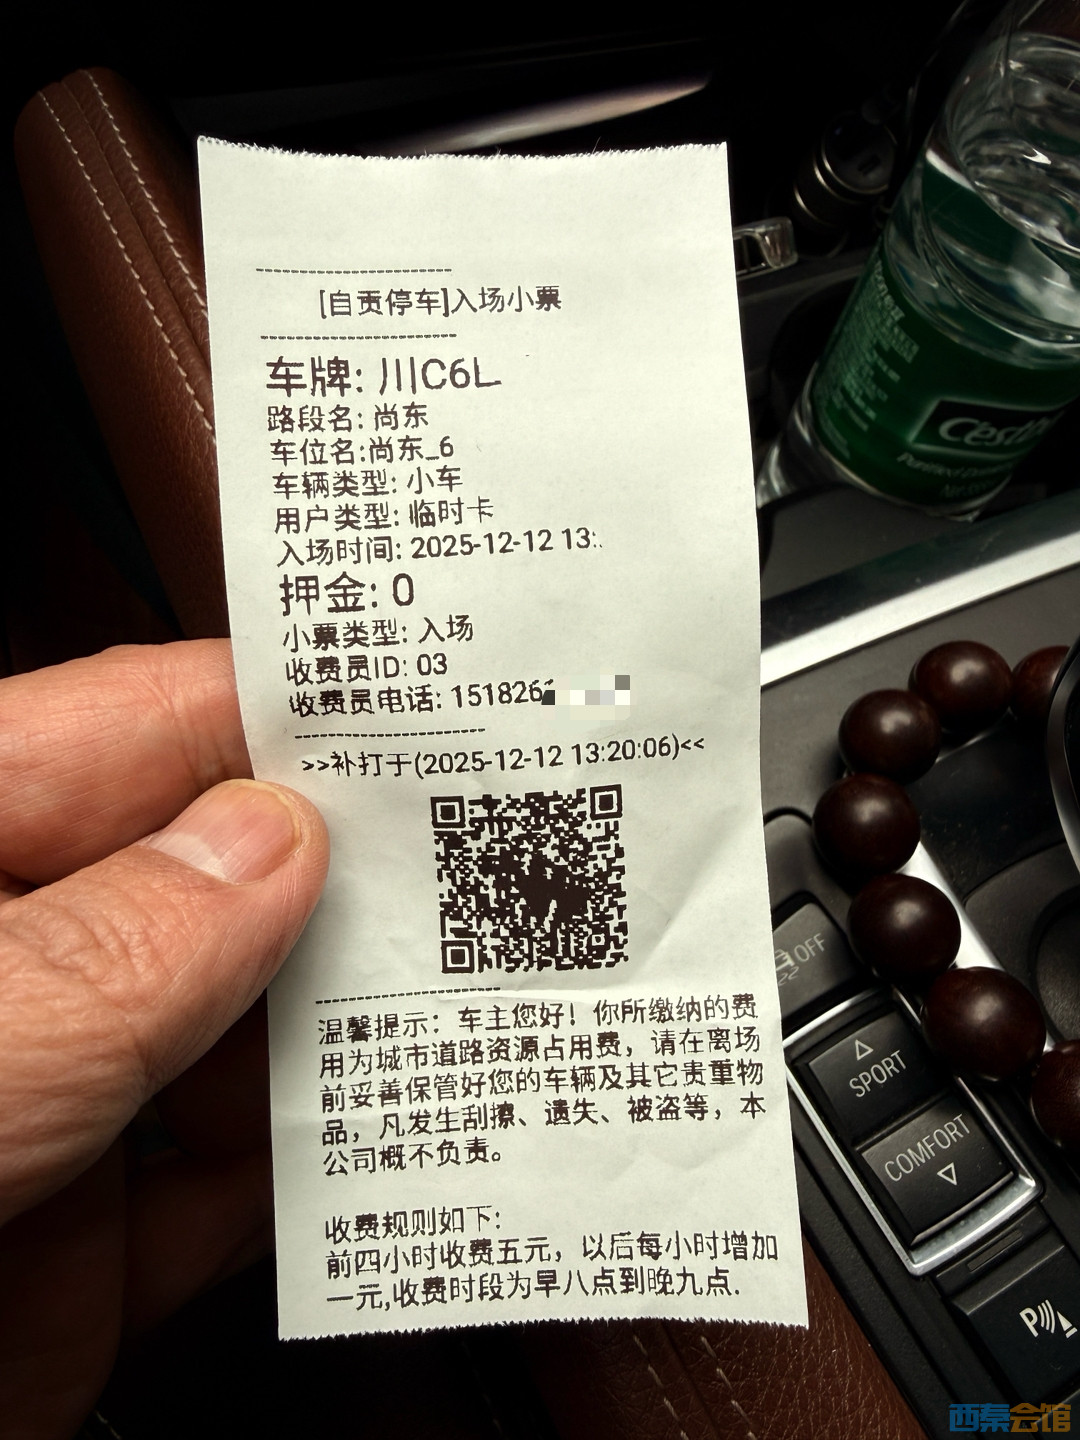 [自贡停车]入场小票
车牌: 川C6L
路段名: 尚东
车位名:尚东_6
车辆类型: 小车
用户类型: 临时卡
入场时间: 2025-12-12 13:
押金: 0
小票类型: 入场
收费员ID: 03
收费员电话: 151826
>>补打于(2025-12-12 13:20:06)<<
温馨提示: 车主您好! 你所缴纳的费
用为城市道路资源占用费, 请在离场
前妥善保管好您的车辆及其它贵重物
品, 凡发生刮擦、遗失、被盗等, 本
公司概不负责。
收费规则如下:
前四小时收费五元, 以后每小时增加
一元,收费时段为早八点到晚九点.
C'est
OFF
SPORT
COMFORT
P
西秦会馆